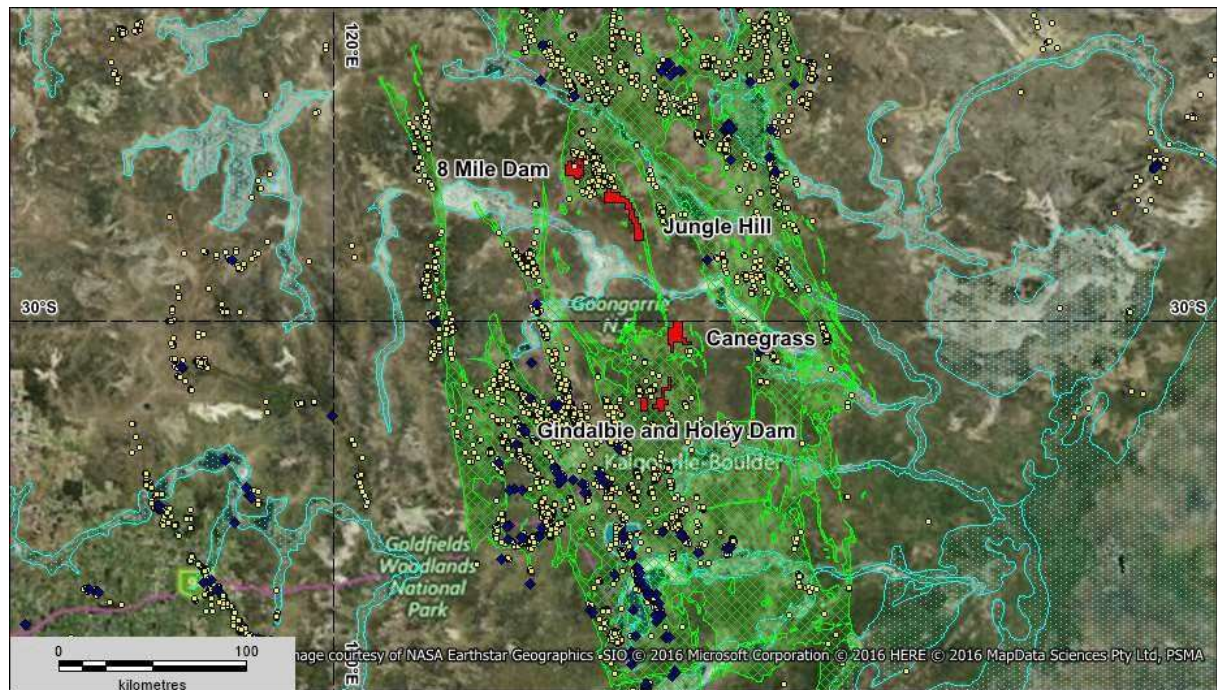 120°E
8 Mile Dam
Jungle Hill
30°S
30°S
Goongarrie
N.P.
Canegrass
Gindalbie and Holey Dam
Kalgoorlie-Boulder
Goldfields
Woodlands
National
Park
120°E
0 100
kilometres
mage courtesy of NASA Earthstar Geographics SIO © 2016 Microsoft Corporation © 2016 HERE © 2016 MapData Sciences Pty Ltd, PSMA